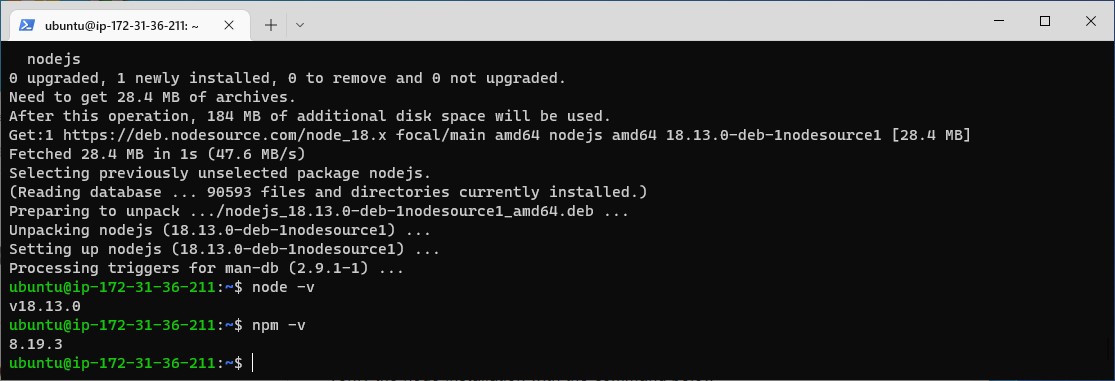 ubuntu@ip-172-31-36-211: ~
nodejs
0 upgraded, 1 newly installed, 0 to remove and 0 not upgraded.
Need to get 28.4 MB of archives.
After this operation, 184 MB of additional disk space will be used.
Get:1 https://deb.nodesource.com/node_18.x focal/main amd64 nodejs amd64 18.13.0-deb-1nodesource1 [28.4 MB]
Fetched 28.4 MB in 1s (47.6 MB/s)
Selecting previously unselected package nodejs.
(Reading database ... 90593 files and directories currently installed.)
Preparing to unpack .../nodejs_18.13.0-deb-1nodesource1_amd64.deb ...
Unpacking nodejs (18.13.0-deb-1nodesource1) ...
Setting up nodejs (18.13.0-deb-1nodesource1) ...
Processing triggers for man-db (2.9.1-1) ...
ubuntu@ip-172-31-36-211:~$ node -v
v18.13.0
ubuntu@ip-172-31-36-211:~$ npm -v
8.19.3
ubuntu@ip-172-31-36-211:~$